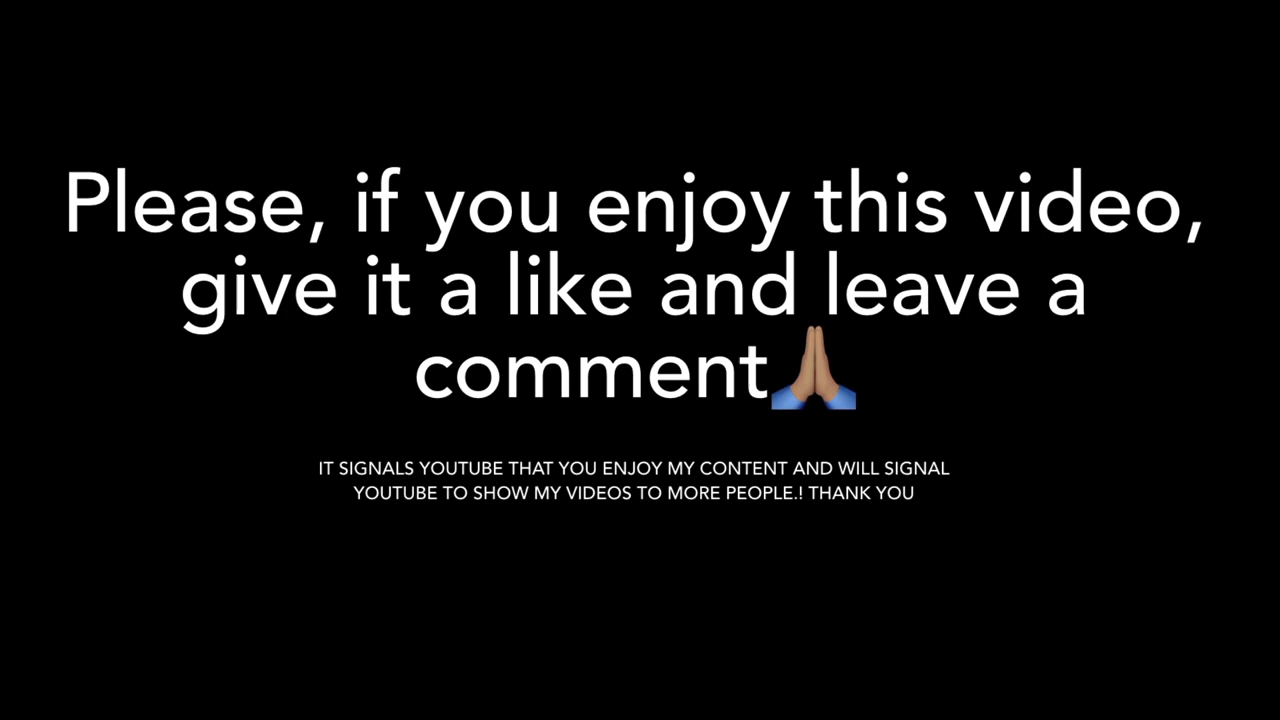 Please, if you enjoy this video,
give it a like and leave a
comment🙏🏽
IT SIGNALS YOUTUBE THAT YOU ENJOY MY CONTENT AND WILL SIGNAL
YOUTUBE TO SHOW MY VIDEOS TO MORE PEOPLE.! THANK YOU